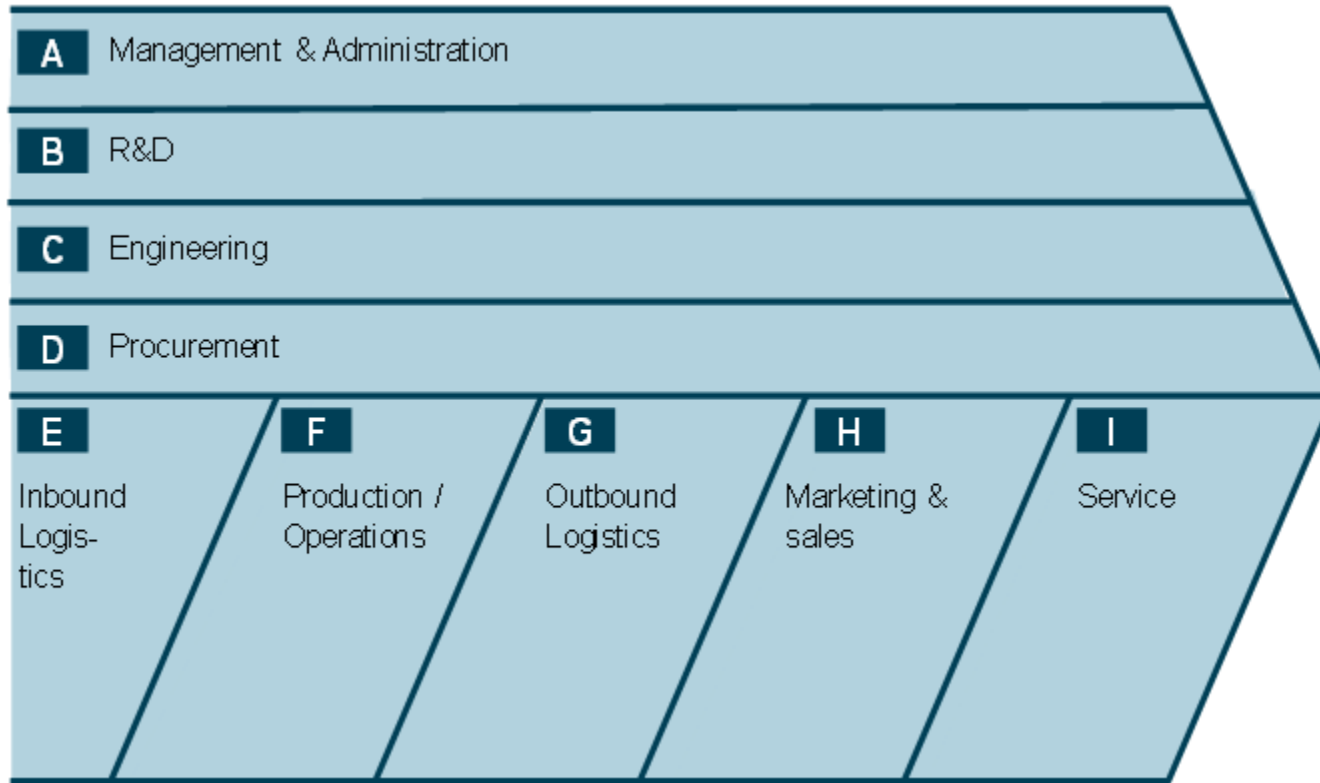 A Management & Administration
B R&D
C Engineering
D Procurement
E
Inbound
Logis-
tics
F
Production /
Operations
G
Outbound
Logistics
H
Marketing &
sales
I
Service